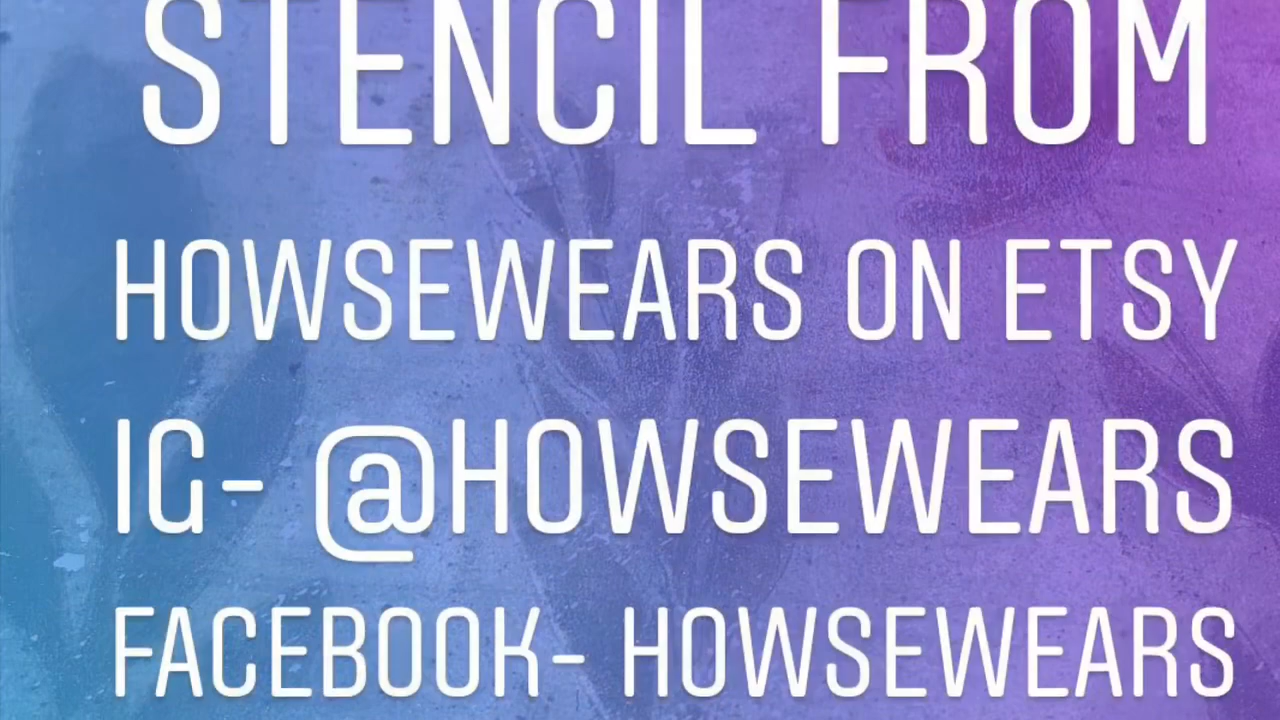 STENCIL FROM
HOWSEWEARS ON ETSY
IG- @HOWSEWEARS
FACEBOOK- HOWSEWEARS